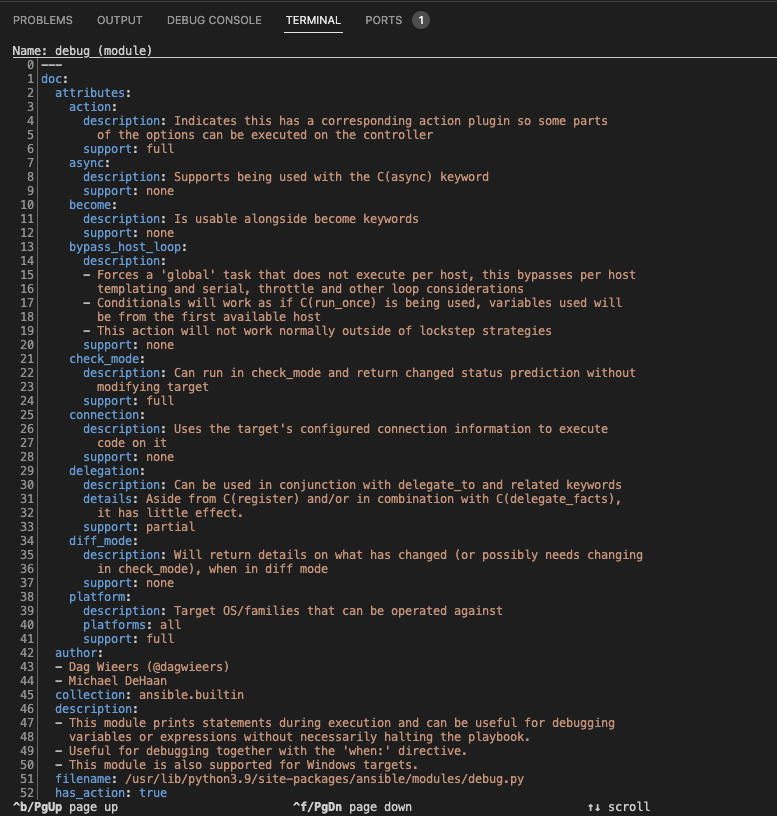 PROBLEMS OUTPUT DEBUG CONSOLE TERMINAL PORTS 1
Name: debug (module)
0 ---
1 doc:
2   attributes:
3     action:
4       description: Indicates this has a corresponding action plugin so some parts
5         of the options can be executed on the controller
6       support: full
7     async:
8       description: Supports being used with the C(async) keyword
9       support: none
10     become:
11       description: Is usable alongside become keywords
12       support: none
13     bypass_host_loop:
14       description:
15       - Forces a 'global' task that does not execute per host, this bypasses per host
16         templating and serial, throttle and other loop considerations
17       - Conditionals will work as if C(run_once) is being used, variables used will
18         be from the first available host
19       - This action will not work normally outside of lockstep strategies
20       support: none
21     check_mode:
22       description: Can run in check_mode and return changed status prediction without
23         modifying target
24       support: full
25     connection:
26       description: Uses the target's configured connection information to execute
27         code on it
28       support: none
29     delegation:
30       description: Can be used in conjunction with delegate_to and related keywords
31       details: Aside from C(register) and/or in combination with C(delegate_facts),
32         it has little effect.
33       support: partial
34     diff_mode:
35       description: Will return details on what has changed (or possibly needs changing
36         in check_mode), when in diff mode
37       support: none
38     platform:
39       description: Target OS/families that can be operated against
40       platforms: all
41       support: full
42   author:
43   - Dag Wieers (@dagwieers)
44   - Michael DeHaan
45   collection: ansible.builtin
46   description:
47   - This module prints statements during execution and can be useful for debugging
48     variables or expressions without necessarily halting the playbook.
49   - Useful for debugging together with the 'when:' directive.
50   - This module is also supported for Windows targets.
51   filename: /usr/lib/python3.9/site-packages/ansible/modules/debug.py
52   has_action: true
^b/PgUp page up ^f/PgDn page down ↑↓ scroll